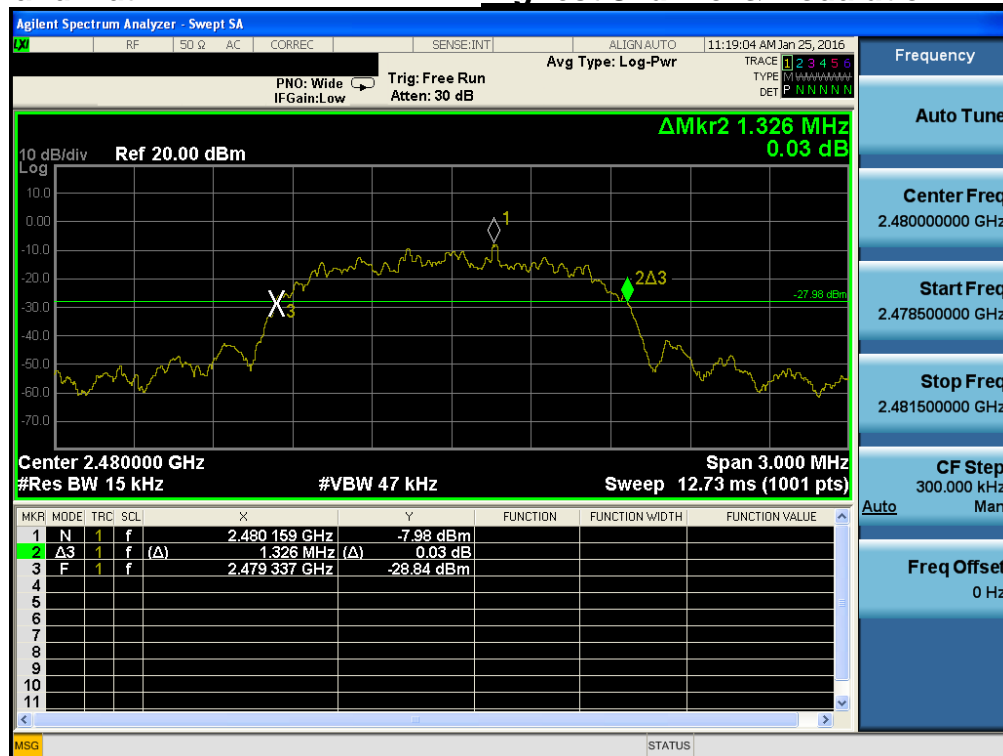 Agilent Spectrum Analyzer - Swept SA
LXI RF 50 Ω AC CORREC SENSE:INT ALIGN AUTO 11:19:04 AM Jan 25, 2016
Frequency
PNO: Wide Trig: Free Run Avg Type: Log-Pwr TRACE 1 2 3 4 5 6
IFGain:Low Atten: 30 dB TYPE M
DET P N N N N N
Auto Tune
ΔMkr2 1.326 MHz
0.03 dB
10 dB/div Ref 20.00 dBm
Log
10.0
0.00
-10.0
-20.0
-30.0
-40.0
-50.0
-60.0
-70.0
1
2Δ3
3
-27.98 dBm
Center 2.480000 GHz Span 3.000 MHz
#Res BW 15 kHz #VBW 47 kHz Sweep 12.73 ms (1001 pts)
Center Freq
2.480000000 GHz
Start Freq
2.478500000 GHz
Stop Freq
2.481500000 GHz
CF Step
300.000 kHz
Auto Man
Freq Offset
0 Hz
MKR MODE TRC SCL X Y FUNCTION FUNCTION WIDTH FUNCTION VALUE
1 N 1 f 2.480 159 GHz -7.98 dBm
2 Δ3 1 f (Δ) 1.326 MHz (Δ) 0.03 dB
3 F 1 f 2.479 337 GHz -28.84 dBm
4
5
6
7
8
9
10
11
MSG STATUS